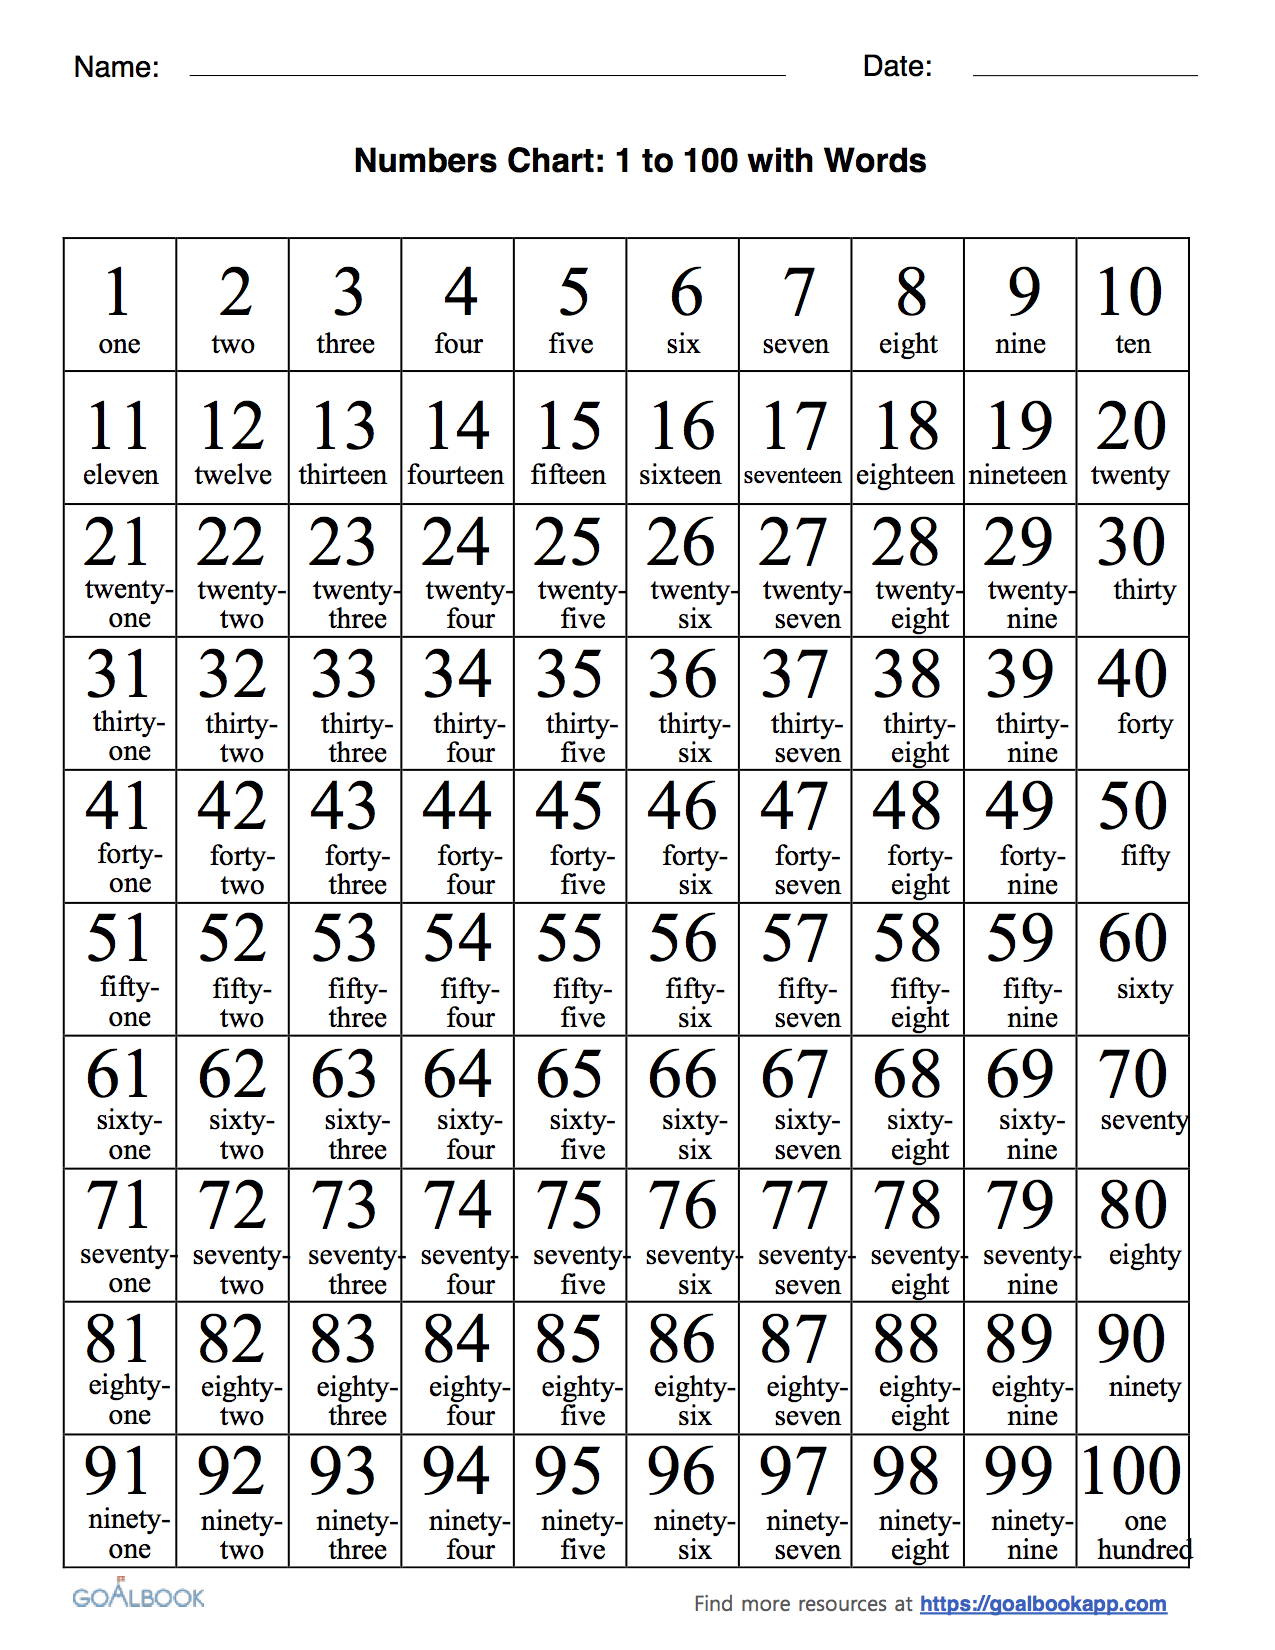 Name: Date:
Numbers Chart: 1 to 100 with Words
1 2 3 4 5 6 7 8 9 10
one two three four five six seven eight nine ten
11 12 13 14 15 16 17 18 19 20
eleven twelve thirteen fourteen fifteen sixteen seventeen eighteen nineteen twenty
21 22 23 24 25 26 27 28 29 30
twenty- twenty- twenty- twenty- twenty- twenty- twenty- twenty- twenty- thirty
one two three four five six seven eight nine
31 32 33 34 35 36 37 38 39 40
thirty- thirty- thirty- thirty- thirty- thirty- thirty- thirty- thirty- forty
one two three four five six seven eight nine
41 42 43 44 45 46 47 48 49 50
forty- forty- forty- forty- forty- forty- forty- forty- forty- fifty
one two three four five six seven eight nine
51 52 53 54 55 56 57 58 59 60
fifty- fifty- fifty- fifty- fifty- fifty- fifty- fifty- fifty- sixty
one two three four five six seven eight nine
61 62 63 64 65 66 67 68 69 70
sixty- sixty- sixty- sixty- sixty- sixty- sixty- sixty- sixty- seventy
one two three four five six seven eight nine
71 72 73 74 75 76 77 78 79 80
seventy- seventy- seventy- seventy- seventy- seventy- seventy- seventy- seventy- eighty
one two three four five six seven eight nine
81 82 83 84 85 86 87 88 89 90
eighty- eighty- eighty- eighty- eighty- eighty- eighty- eighty- eighty- ninety
one two three four five six seven eight nine
91 92 93 94 95 96 97 98 99 100
ninety- ninety- ninety- ninety- ninety- ninety- ninety- ninety- ninety- one
one two three four five six seven eight nine hundred
GOALBOOK Find more resources at https://goalbookapp.com